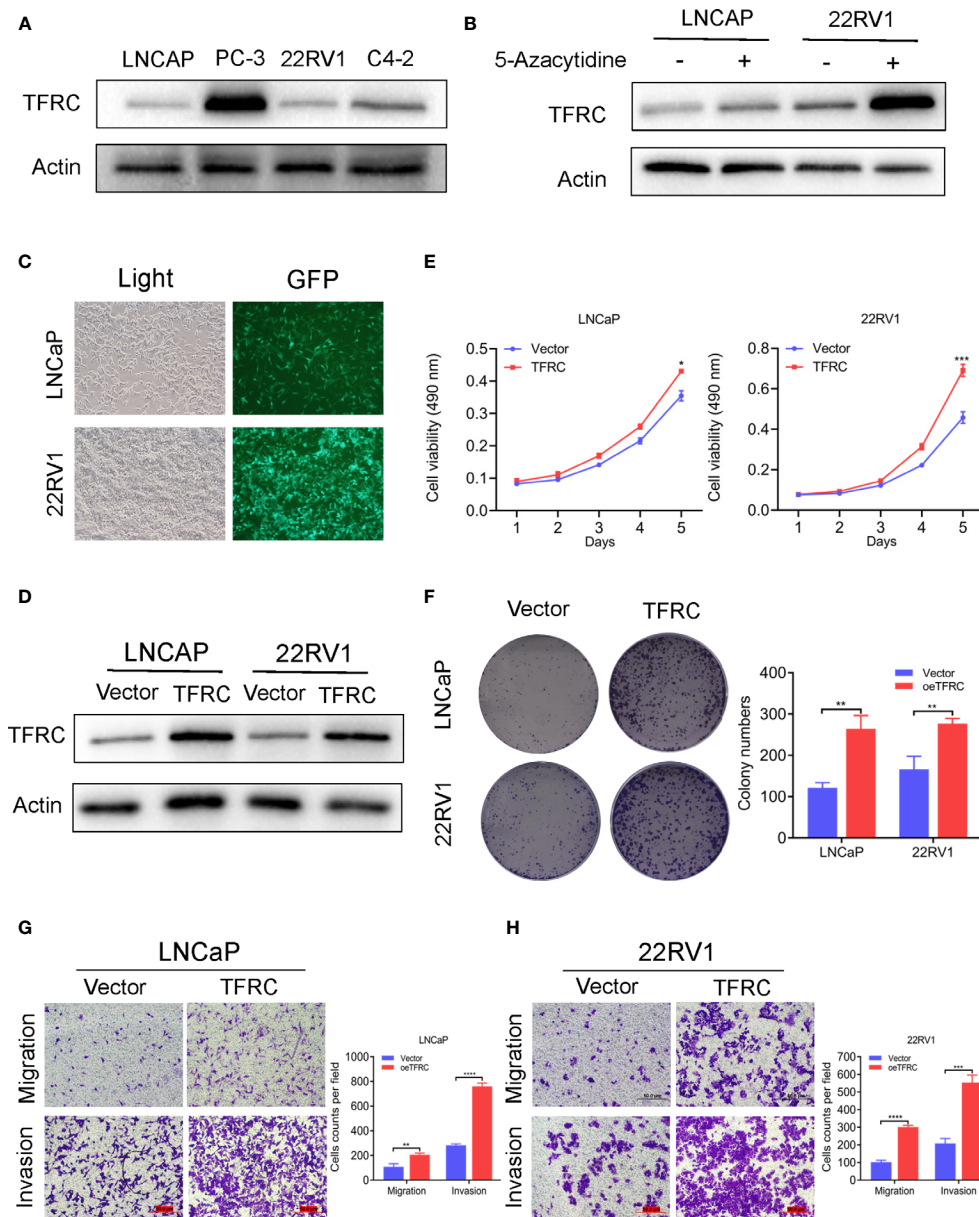 A
LNCAP PC-3 22RV1 C4-2
TFRC
Actin
B
LNCAP 22RV1
5-Azacytidine - + - +
TFRC
Actin
C
Light GFP
LNCaP
22RV1
D
LNCAP 22RV1
Vector TFRC Vector TFRC
TFRC
Actin
E
LNCaP
Vector
TFRC
*
Cell viability (490 nm)
0.5
0.4
0.3
0.2
0.1
0.0
1 2 3 4 5
Days
22RV1
Vector
TFRC
***
Cell viability (490 nm)
0.8
0.6
0.4
0.2
0.0
1 2 3 4 5
Days
F
Vector TFRC
LNCaP
22RV1
Vector
oeTFRC
** **
Colony numbers
400
300
200
100
0
LNCaP 22RV1
G
LNCaP
Vector TFRC
Migration
Invasion
LNCaP
Vector
oeTFRC
** ****
Cells counts per field
1000
800
600
400
200
0
Migration Invasion
H
22RV1
Vector TFRC
Migration
50.0 μm 50.0 μm
Invasion
22RV1
Vector
oeTFRC
**** ***
Cells counts per field
700
600
500
400
300
200
100
0
Migration Invasion